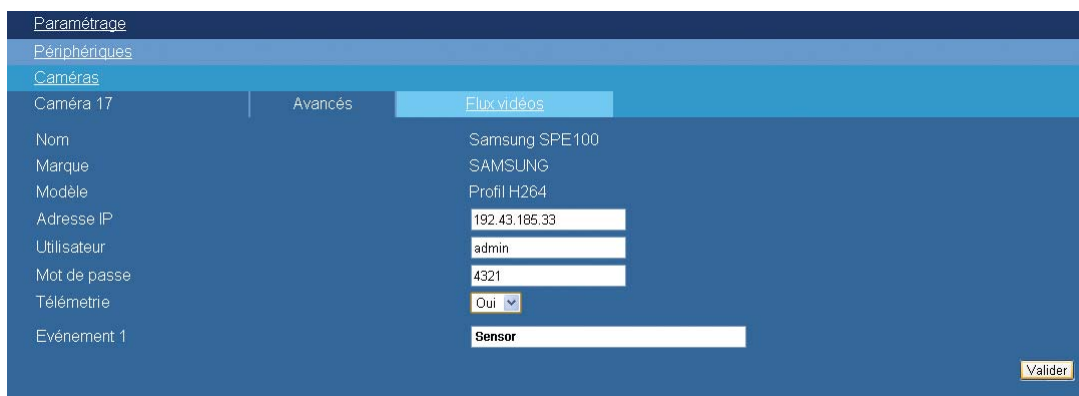 Paramétrage
Périphériques
Caméras
Caméra 17 Avancés Flux vidéos
Nom Samsung SPE100
Marque SAMSUNG
Modèle Profil H264
Adresse IP 192.43.185.33
Utilisateur admin
Mot de passe 4321
Télémetrie Oui
Evénement 1 Sensor
Valider